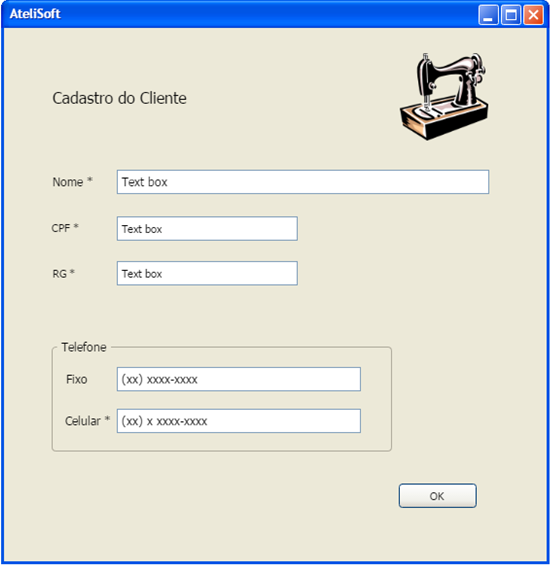 AteliSoft
Cadastro do Cliente
Nome * Text box
CPF * Text box
RG * Text box
Telefone
Fixo (xx) xxxx-xxxx
Celular * (xx) x xxxx-xxxx
OK